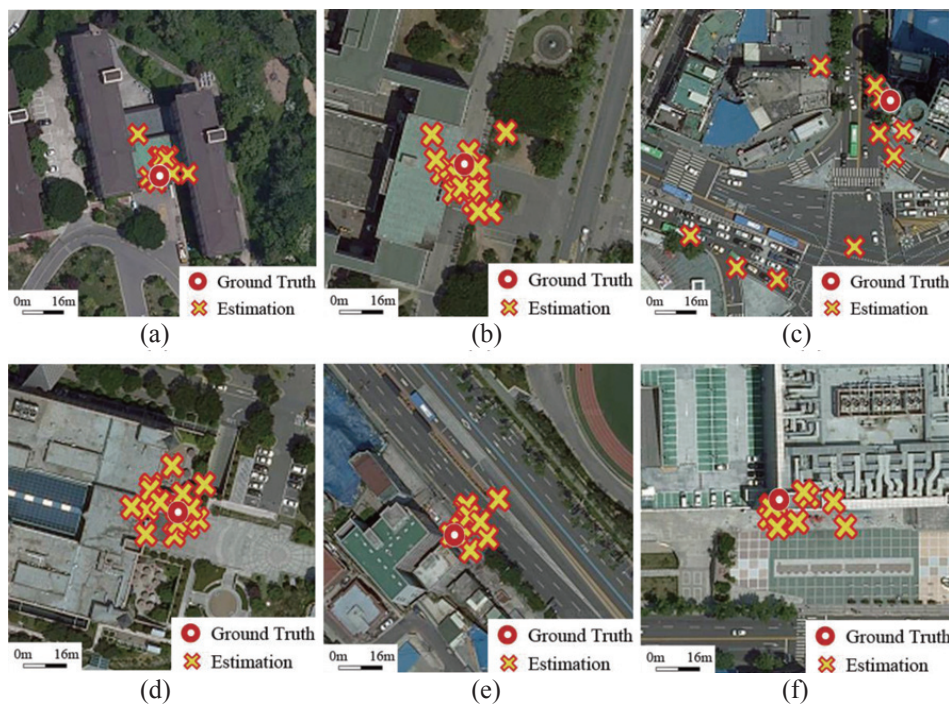 Ground Truth
0m 16m
Estimation
(a)
Ground Truth
0m 16m
Estimation
(b)
Ground Truth
0m 16m
Estimation
(c)
Ground Truth
0m 16m
Estimation
(d)
Ground Truth
0m 16m
Estimation
(e)
Ground Truth
0m 16m
Estimation
(f)